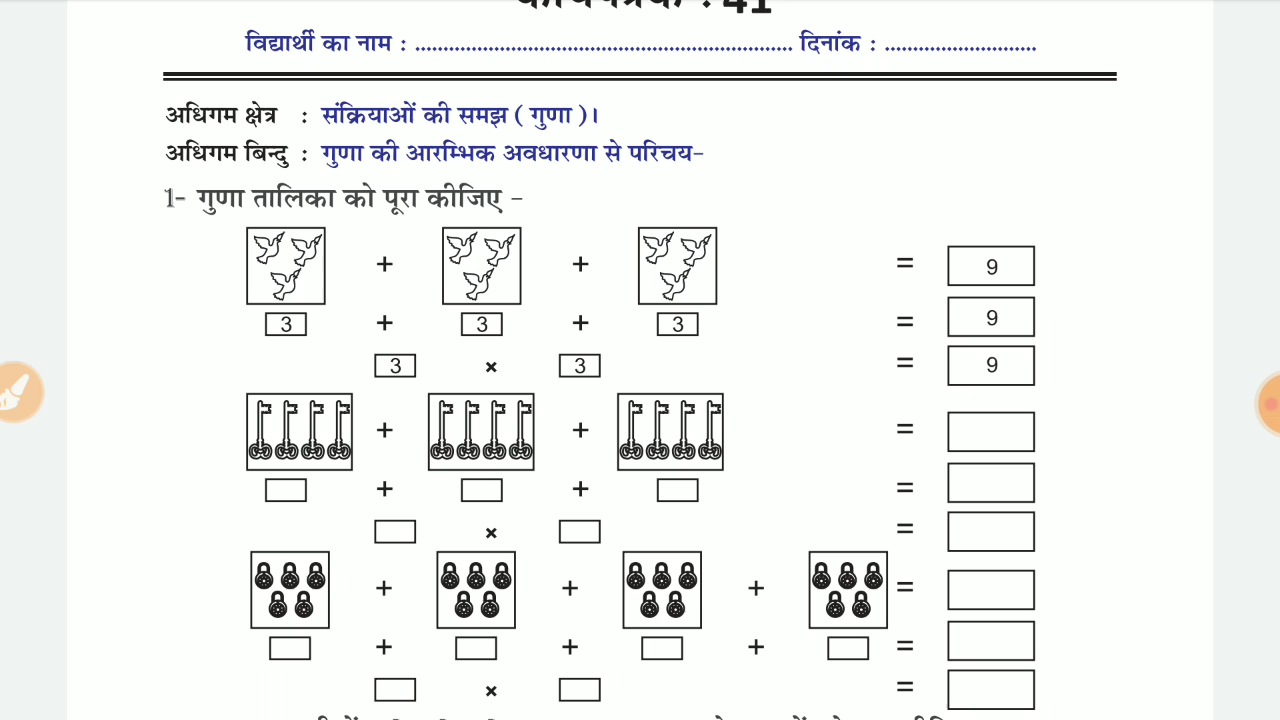 : 41
विद्यार्थी का नाम : .................................................................. दिनांक : ...........................
अधिगम क्षेत्र : संक्रियाओं की समझ ( गुणा )।
अधिगम बिन्दु : गुणा की आरम्भिक अवधारणा से परिचय-
1- गुणा तालिका को पूरा कीजिए -
+ + = 9
3 + 3 + 3 = 9
3 × 3 = 9
+ + =
+ + =
× =
+ + + =
+ + + =
× =